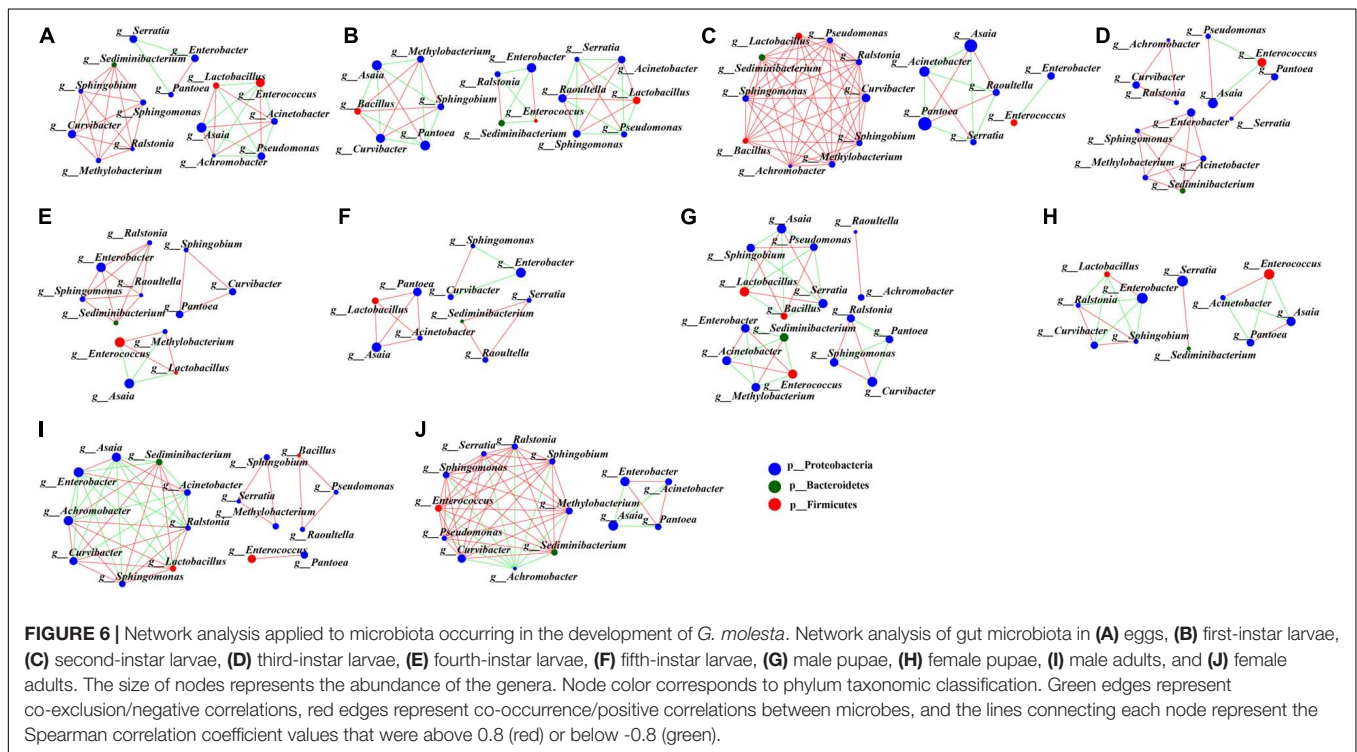 A
g__Serratia
g__Enterobacter
g__Sediminibacterium
g__Sphingobium
g__Pantoea
g__Lactobacillus
g__Enterococcus
g__Sphingomonas
g__Acinetobacter
g__Curvibacter
g__Asaia
g__Ralstonia
g__Pseudomonas
g__Achromobacter
g__Methylobacterium
B
g__Methylobacterium
g__Asaia
g__Sphingobium
g__Bacillus
g__Pantoea
g__Curvibacter
g__Enterobacter
g__Ralstonia
g__Enterococcus
g__Sediminibacterium
g__Serratia
g__Acinetobacter
g__Raoultella
g__Lactobacillus
g__Pseudomonas
g__Sphingomonas
C
g__Pseudomonas
g__Lactobacillus
g__Ralstonia
g__Sediminibacterium
g__Sphingomonas
g__Curvibacter
g__Sphingobium
g__Bacillus
g__Methylobacterium
g__Achromobacter
g__Asaia
g__Acinetobacter
g__Raoultella
g__Enterobacter
g__Pantoea
g__Enterococcus
g__Serratia
D
g__Pseudomonas
g__Achromobacter
g__Enterococcus
g__Pantoea
g__Curvibacter
g__Ralstonia
g__Asaia
g__Serratia
g__Enterobacter
g__Sphingomonas
g__Methylobacterium
g__Acinetobacter
g__Sediminibacterium
E
g__Ralstonia
g__Sphingobium
g__Enterobacter
g__Raoultella
g__Curvibacter
g__Sphingomonas
g__Pantoea
g__Sediminibacterium
g__Methylobacterium
g__Enterococcus
g__Lactobacillus
g__Asaia
F
g__Sphingomonas
g__Enterobacter
g__Pantoea
g__Curvibacter
g__Serratia
g__Lactobacillus
g__Sediminibacterium
g__Acinetobacter
g__Asaia
g__Raoultella
G
g__Asaia
g__Raoultella
g__Pseudomonas
g__Sphingobium
g__Lactobacillus
g__Serratia
g__Achromobacter
g__Bacillus
g__Ralstonia
g__Enterobacter
g__Sediminibacterium
g__Pantoea
g__Acinetobacter
g__Sphingomonas
g__Enterococcus
g__Curvibacter
g__Methylobacterium
H
g__Enterococcus
g__Lactobacillus
g__Serratia
g__Enterobacter
g__Ralstonia
g__Acinetobacter
g__Asaia
g__Curvibacter
g__Sphingobium
g__Pantoea
g__Sediminibacterium
I
g__Asaia
g__Sediminibacterium
g__Enterobacter
g__Acinetobacter
g__Achromobacter
g__Ralstonia
g__Curvibacter
g__Lactobacillus
g__Sphingomonas
g__Bacillus
g__Sphingobium
g__Pseudomonas
g__Serratia
g__Methylobacterium
g__Raoultella
g__Enterococcus
g__Pantoea
J
g__Ralstonia
g__Serratia
g__Sphingobium
g__Sphingomonas
g__Enterococcus
g__Methylobacterium
g__Pseudomonas
g__Sediminibacterium
g__Curvibacter
g__Achromobacter
g__Enterobacter
g__Acinetobacter
g__Asaia
g__Pantoea
p__Proteobacteria
p__Bacteroidetes
p__Firmicutes
FIGURE 6 | Network analysis applied to microbiota occurring in the development of G. molesta. Network analysis of gut microbiota in (A) eggs, (B) first-instar larvae,
(C) second-instar larvae, (D) third-instar larvae, (E) fourth-instar larvae, (F) fifth-instar larvae, (G) male pupae, (H) female pupae, (I) male adults, and (J) female
adults. The size of nodes represents the abundance of the genera. Node color corresponds to phylum taxonomic classification. Green edges represent
co-exclusion/negative correlations, red edges represent co-occurrence/positive correlations between microbes, and the lines connecting each node represent the
Spearman correlation coefficient values that were above 0.8 (red) or below -0.8 (green).